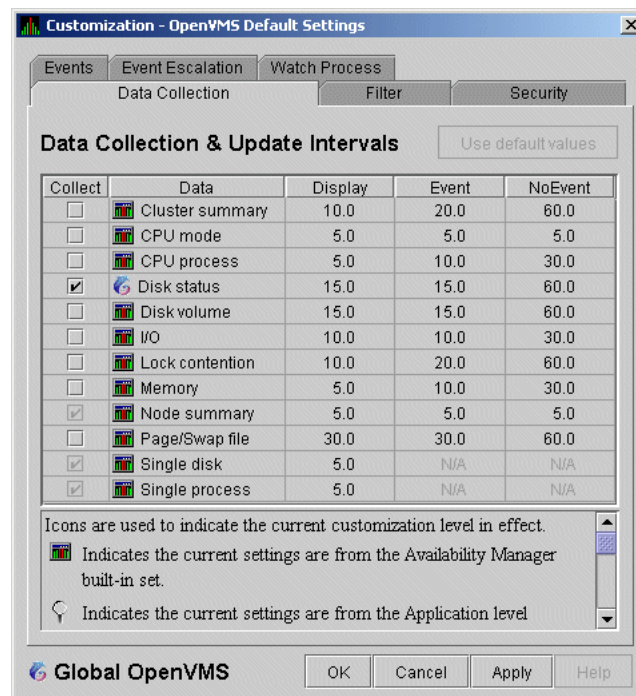 Customization - OpenVMS Default Settings
Events Event Escalation Watch Process
Data Collection Filter Security
Data Collection & Update Intervals Use default values
Collect Data Display Event NoEvent
Cluster summary 10.0 20.0 60.0
CPU mode 5.0 5.0 5.0
CPU process 5.0 10.0 30.0
Disk status 15.0 15.0 60.0
Disk volume 15.0 15.0 60.0
I/O 10.0 10.0 30.0
Lock contention 10.0 20.0 60.0
Memory 5.0 10.0 30.0
Node summary 5.0 5.0 5.0
Page/Swap file 30.0 30.0 60.0
Single disk 5.0 N/A N/A
Single process 5.0 N/A N/A
Icons are used to indicate the current customization level in effect.
Indicates the current settings are from the Availability Manager
built-in set.
Indicates the current settings are from the Application level
Global OpenVMS OK Cancel Apply Help